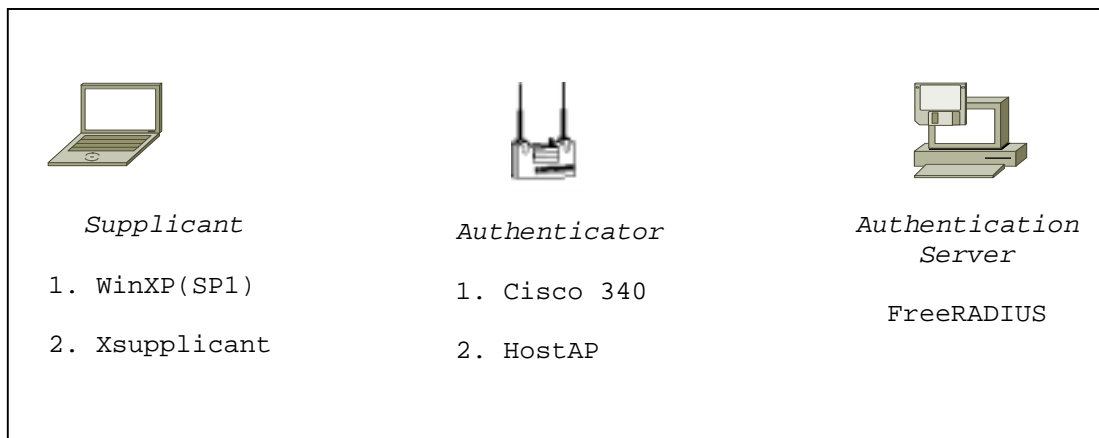 Supplicant
1. WinXP(SP1)
2. Xsupplicant
Authenticator
1. Cisco 340
2. HostAP
Authentication
Server
FreeRADIUS